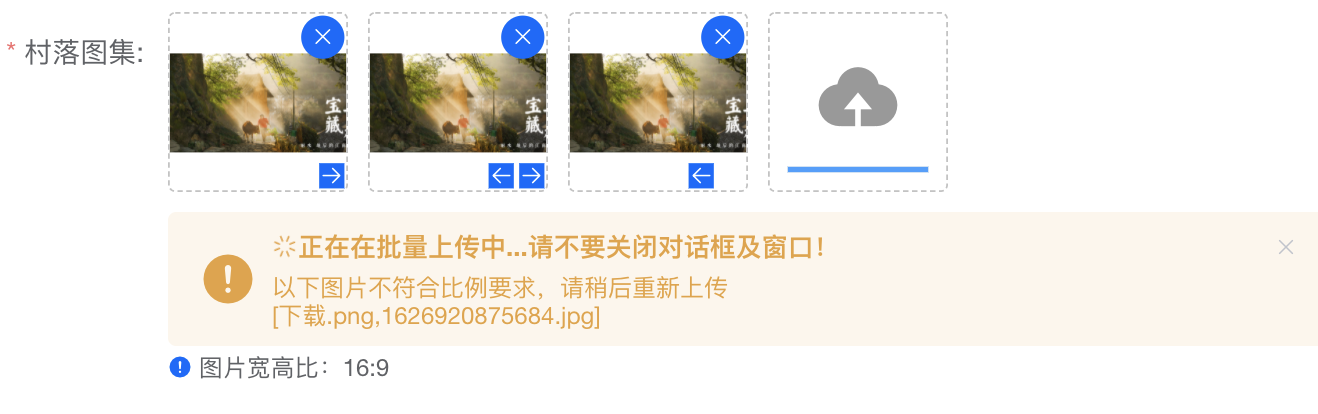 * 村落图集:
宝藏
宝藏
宝藏
正在在批量上传中...请不要关闭对话框及窗口！
以下图片不符合比例要求，请稍后重新上传
[下载.png,1626920875684.jpg]
图片宽高比：16:9